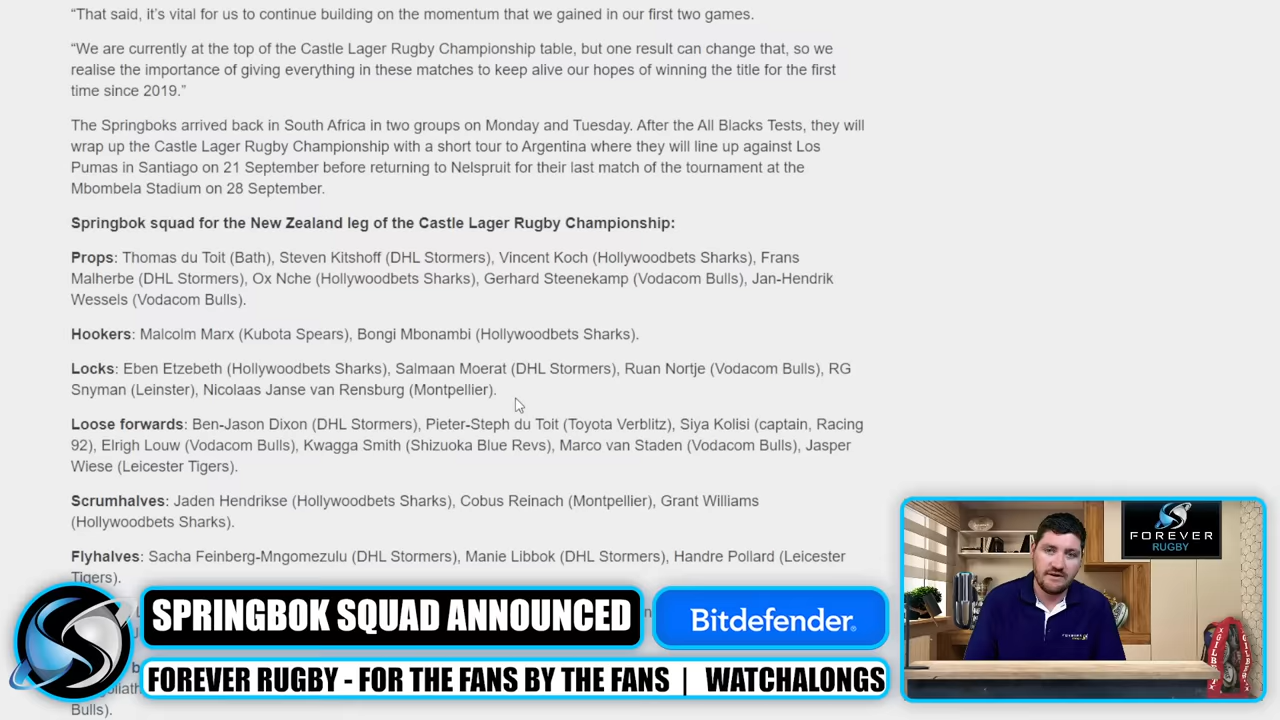 “That said, it’s vital for us to continue building on the momentum that we gained in our first two games.
“We are currently at the top of the Castle Lager Rugby Championship table, but one result can change that, so we
realise the importance of giving everything in these matches to keep alive our hopes of winning the title for the first
time since 2019.”
The Springboks arrived back in South Africa in two groups on Monday and Tuesday. After the All Blacks Tests, they will
wrap up the Castle Lager Rugby Championship with a short tour to Argentina where they will line up against Los
Pumas in Santiago on 21 September before returning to Nelspruit for their last match of the tournament at the
Mbombela Stadium on 28 September.
Springbok squad for the New Zealand leg of the Castle Lager Rugby Championship:
Props: Thomas du Toit (Bath), Steven Kitshoff (DHL Stormers), Vincent Koch (Hollywoodbets Sharks), Frans
Malherbe (DHL Stormers), Ox Nche (Hollywoodbets Sharks), Gerhard Steenekamp (Vodacom Bulls), Jan-Hendrik
Wessels (Vodacom Bulls).
Hookers: Malcolm Marx (Kubota Spears), Bongi Mbonambi (Hollywoodbets Sharks).
Locks: Eben Etzebeth (Hollywoodbets Sharks), Salmaan Moerat (DHL Stormers), Ruan Nortje (Vodacom Bulls), RG
Snyman (Leinster), Nicolaas Janse van Rensburg (Montpellier).
Loose forwards: Ben-Jason Dixon (DHL Stormers), Pieter-Steph du Toit (Toyota Verblitz), Siya Kolisi (captain, Racing
92), Elrigh Louw (Vodacom Bulls), Kwagga Smith (Shizuoka Blue Revs), Marco van Staden (Vodacom Bulls), Jasper
Wiese (Leicester Tigers).
Scrumhalves: Jaden Hendrikse (Hollywoodbets Sharks), Cobus Reinach (Montpellier), Grant Williams
(Hollywoodbets Sharks).
Flyhalves: Sacha Feinberg-Mngomezulu (DHL Stormers), Manie Libbok (DHL Stormers), Handre Pollard (Leicester
Tigers).
SPRINGBOK SQUAD ANNOUNCED
Bitdefender
FOREVER RUGBY - FOR THE FANS BY THE FANS | WATCHALONGS
Bulls).
FOREVER
RUGBY